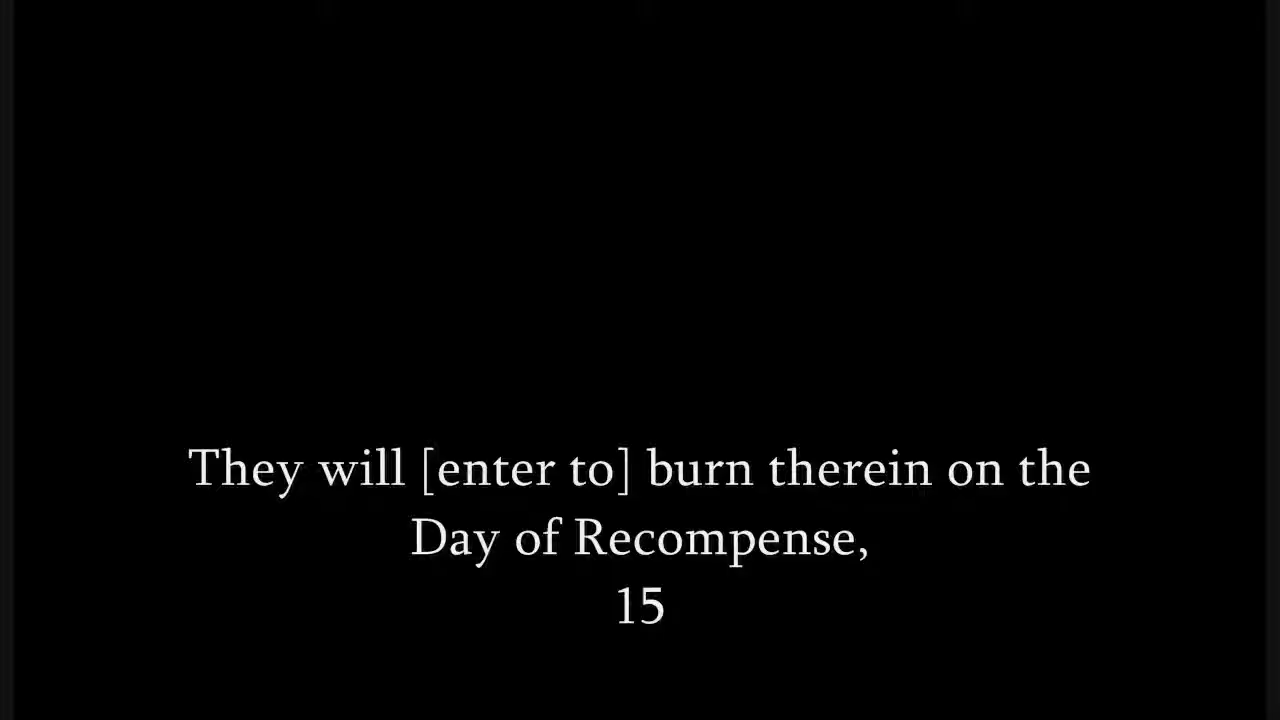 They will [enter to] burn therein on the
Day of Recompense,
15